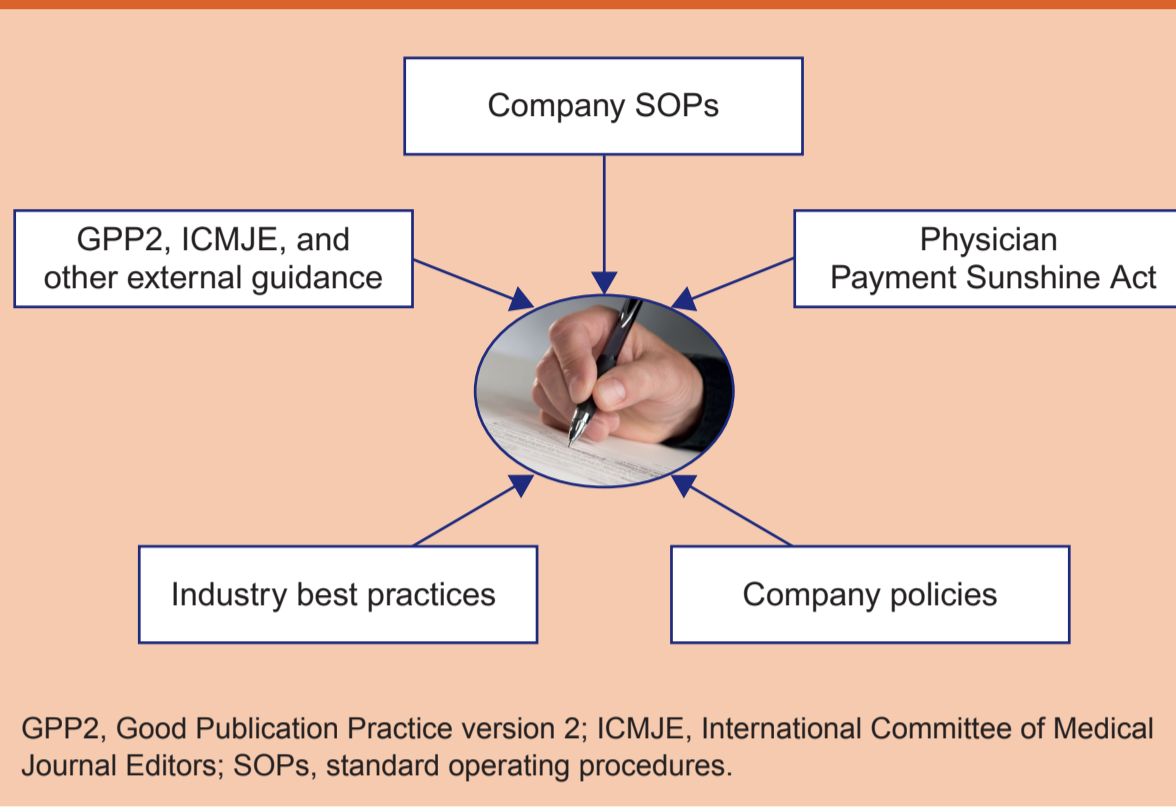 Company SOPs
GPP2, ICMJE, and
other external guidance
Physician
Payment Sunshine Act
Industry best practices
Company policies
GPP2, Good Publication Practice version 2; ICMJE, International Committee of Medical
Journal Editors; SOPs, standard operating procedures.